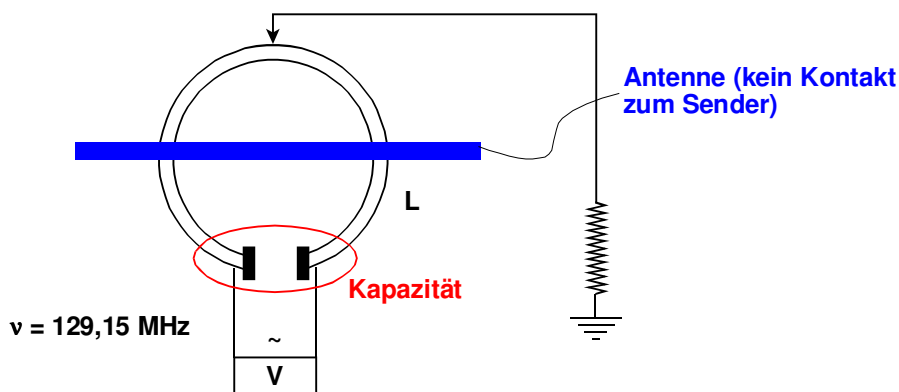 Antenne (kein Kontakt
zum Sender)
L
Kapazität
ν = 129,15 MHz
~
V